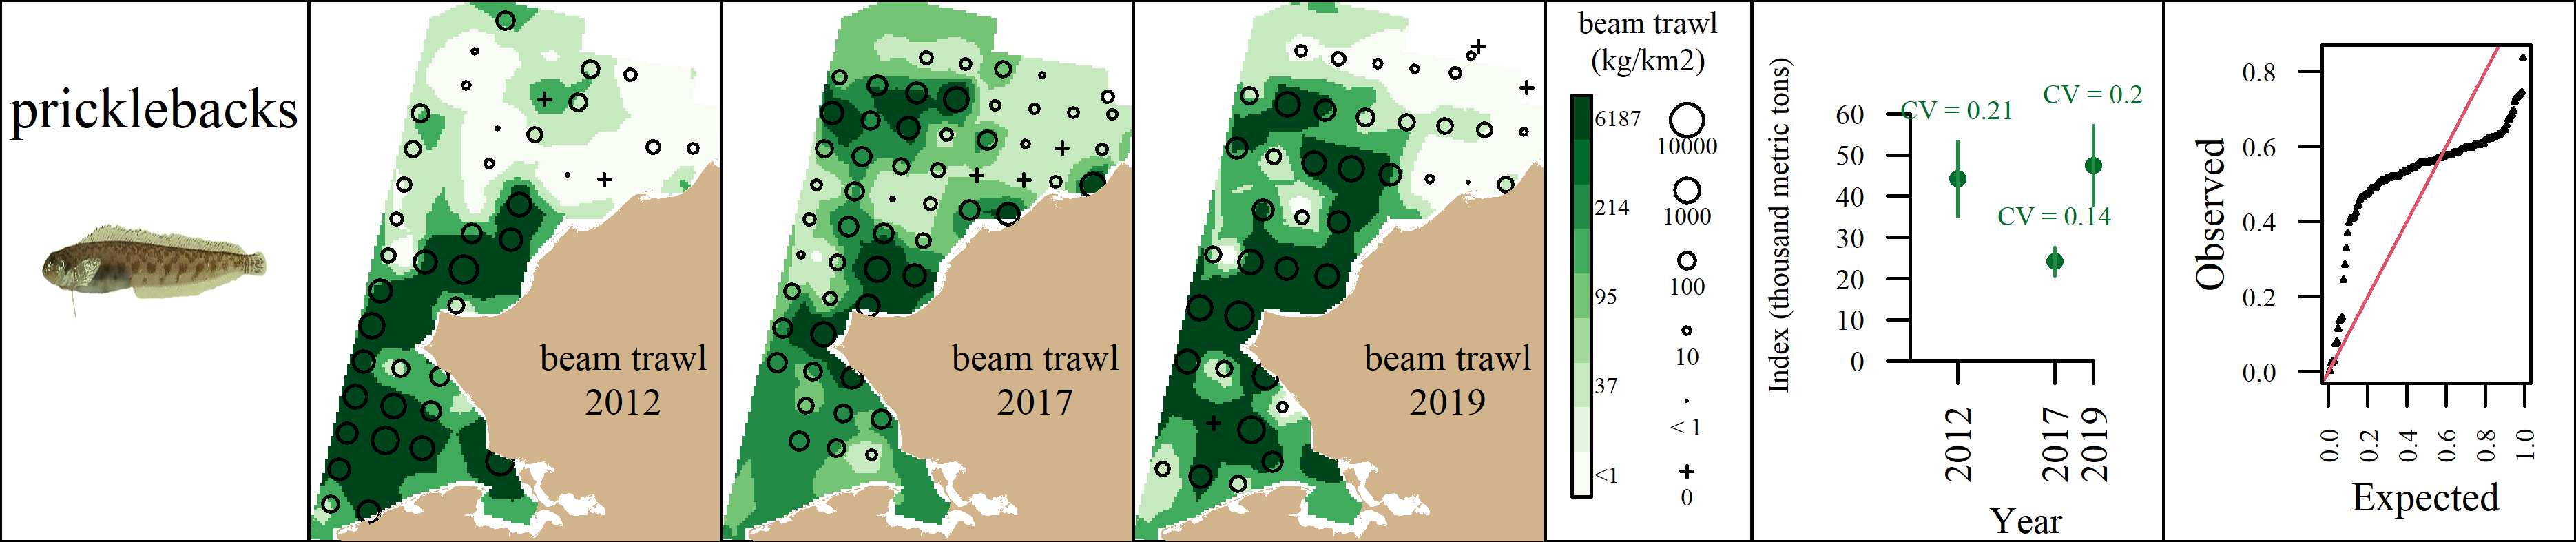 pricklebacks
beam trawl
2012
beam trawl
2017
beam trawl
2019
beam trawl
(kg/km2)
6187
214
95
37
<1
10000
1000
100
10
< 1
0
Index (thousand metric tons)
60
50
40
30
20
10
0
CV = 0.21
CV = 0.14
CV = 0.2
2012
2017
2019
Year
Observed
0.8
0.6
0.4
0.2
0.0
0.0
0.2
0.4
0.6
0.8
1.0
Expected